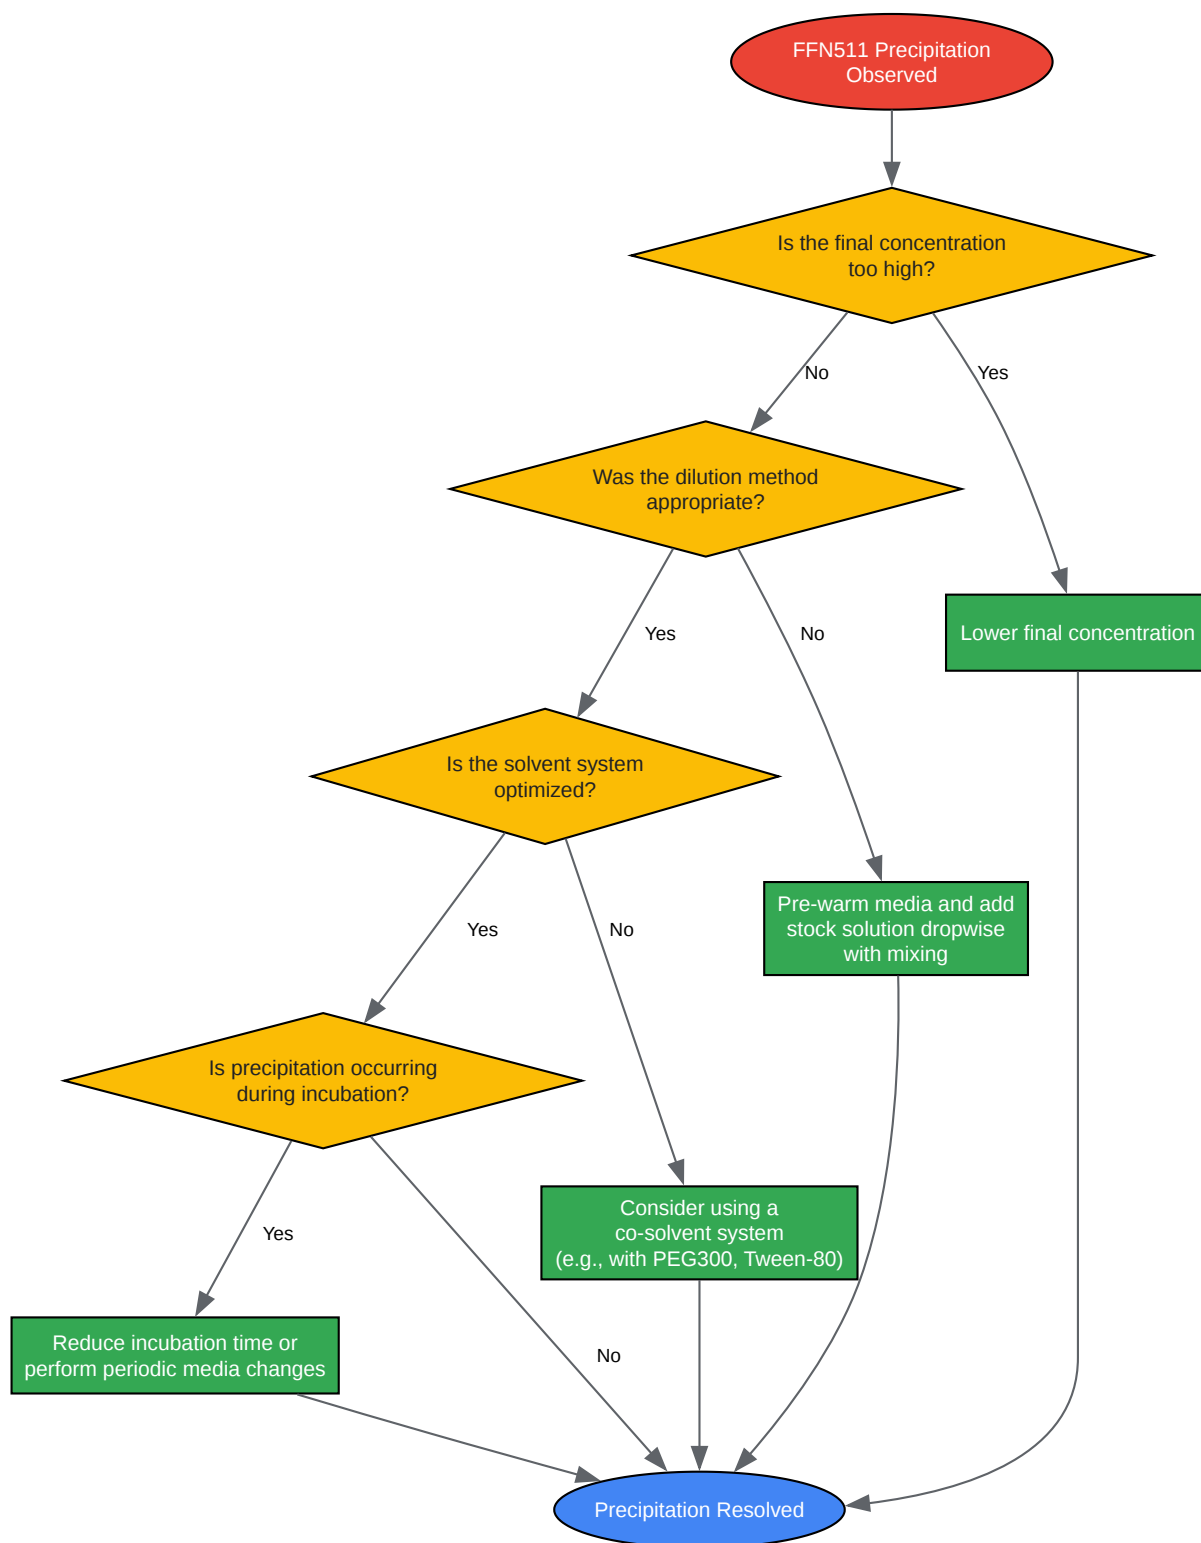 FFN511 Precipitation
Observed
Is the final concentration
too high?
No
Yes
Was the dilution method
appropriate?
Yes
No
Lower final concentration
Is the solvent system
optimized?
Yes
No
Pre-warm media and add
stock solution dropwise
with mixing
Is precipitation occurring
during incubation?
Yes
No
Consider using a
co-solvent system
(e.g., with PEG300, Tween-80)
Reduce incubation time or
perform periodic media changes
Precipitation Resolved